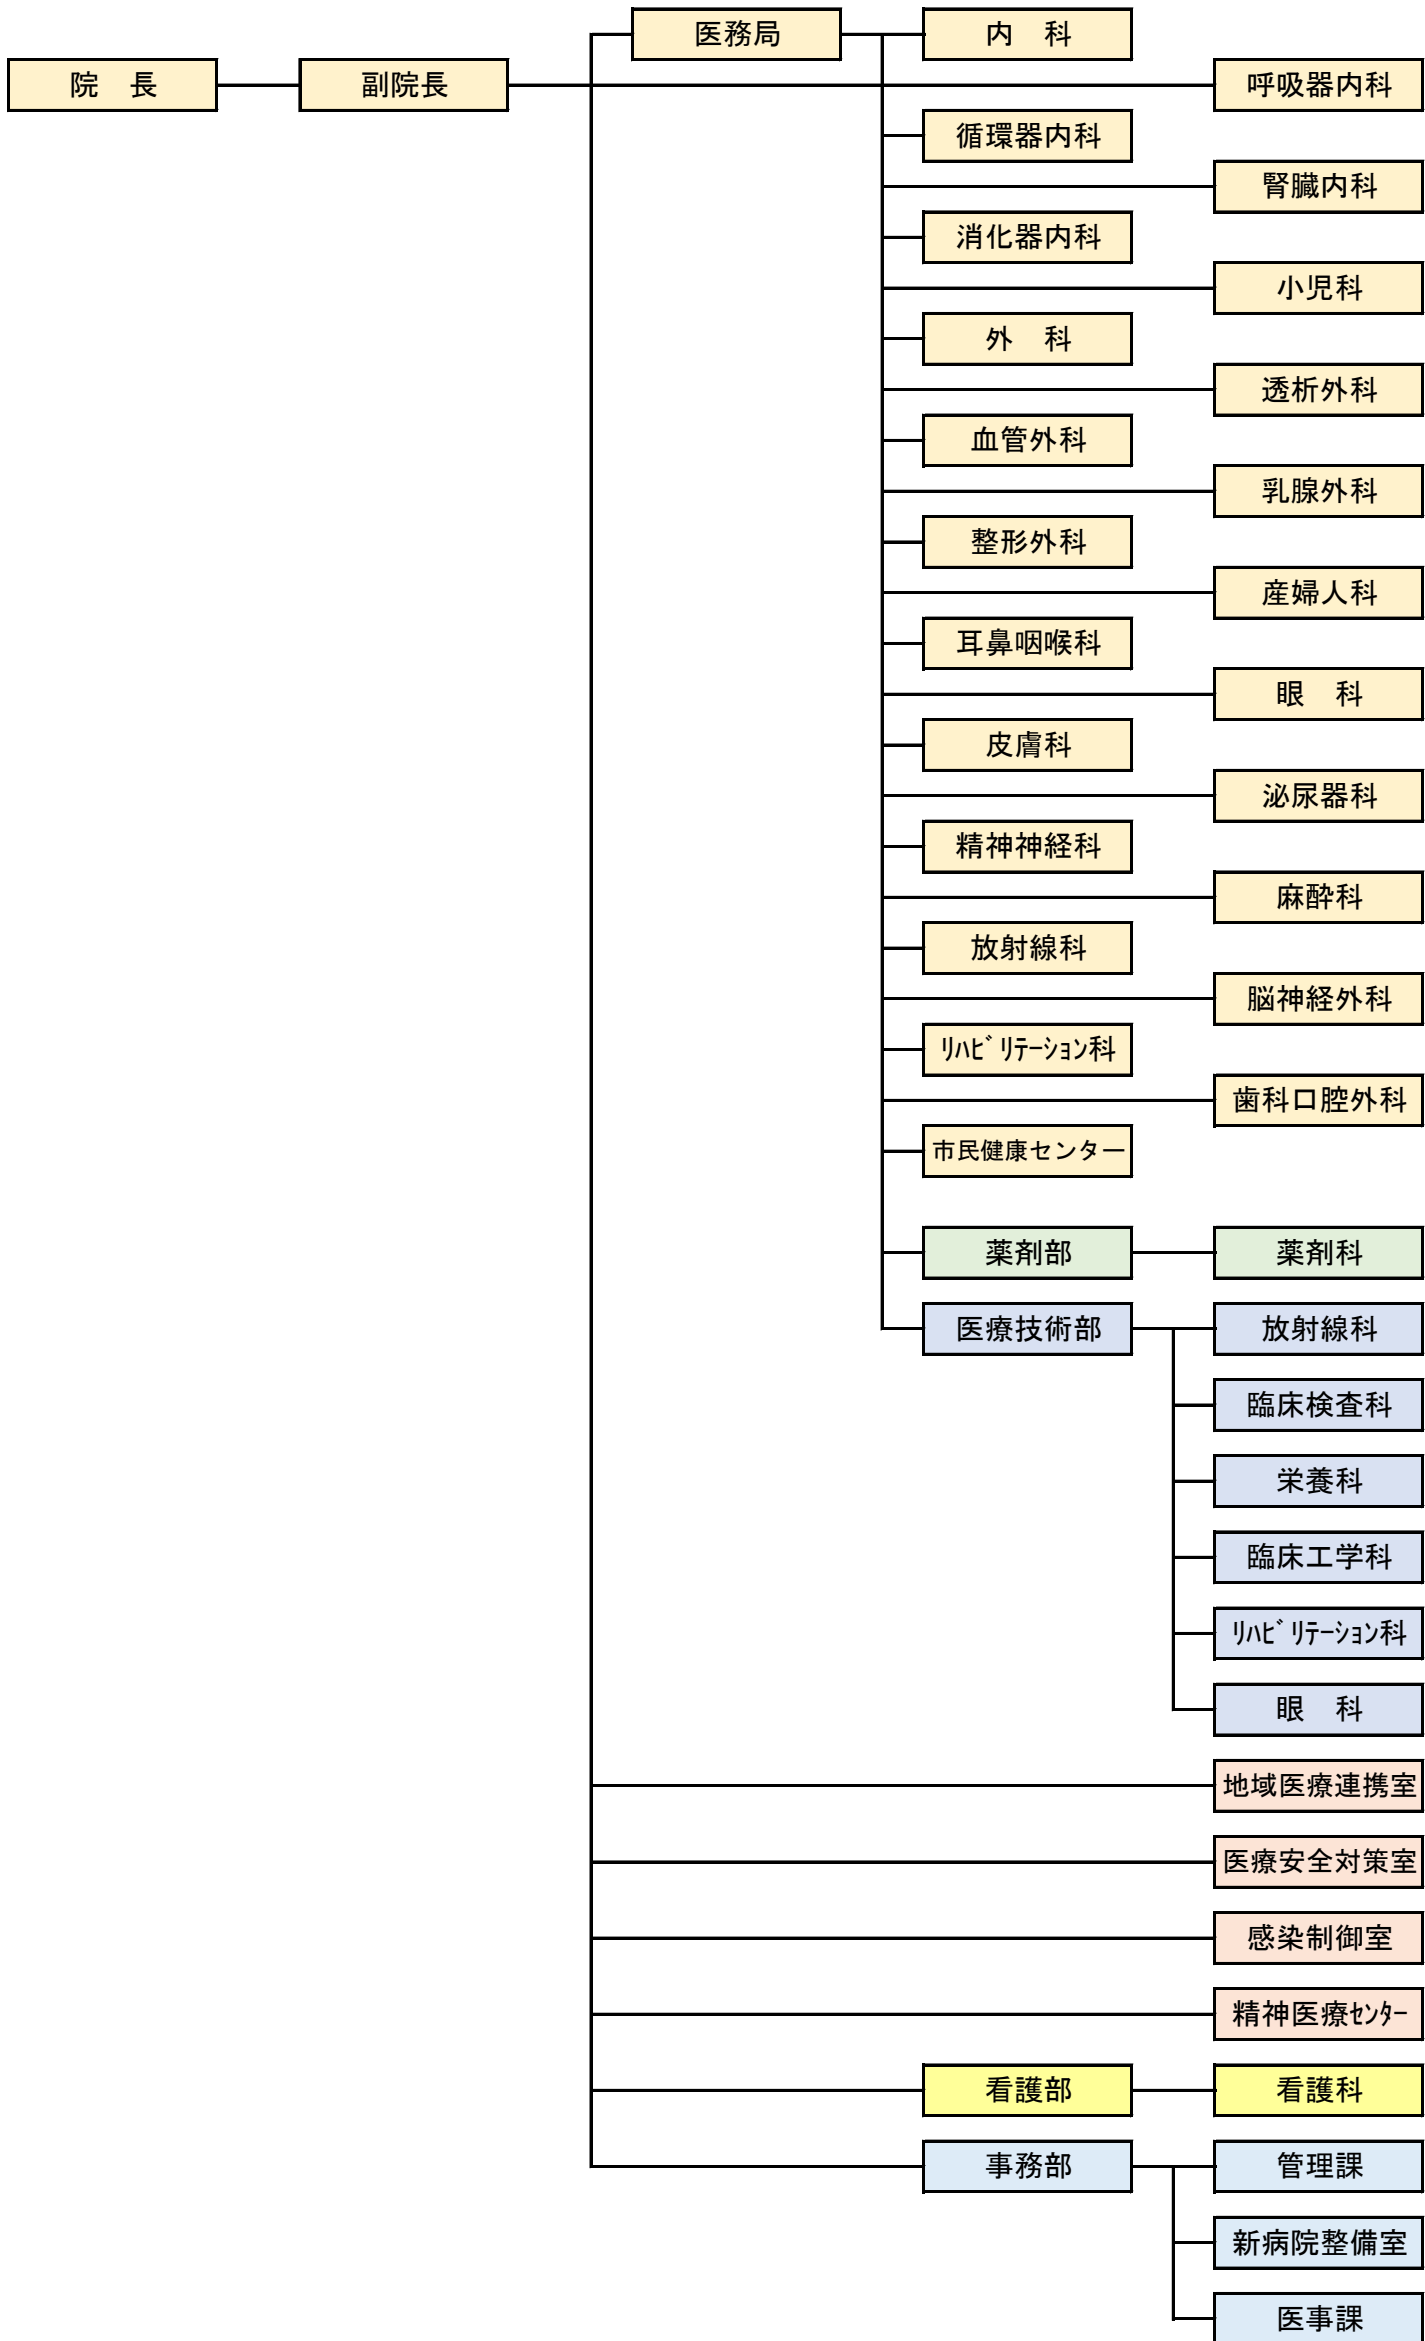 医務局
内　科
院　長
副院長
呼吸器内科
循環器内科
腎臓内科
消化器内科
小児科
外　科
透析外科
血管外科
乳腺外科
整形外科
産婦人科
耳鼻咽喉科
眼　科
皮膚科
泌尿器科
精神神経科
麻酔科
放射線科
脳神経外科
ﾘﾊﾋﾞﾘﾃｰｼｮﾝ科
歯科口腔外科
市民健康センター
薬剤部
薬剤科
医療技術部
放射線科
臨床検査科
栄養科
臨床工学科
ﾘﾊﾋﾞﾘﾃｰｼｮﾝ科
眼　科
地域医療連携室
医療安全対策室
感染制御室
精神医療ｾﾝﾀｰ
看護部
看護科
事務部
管理課
新病院整備室
医事課